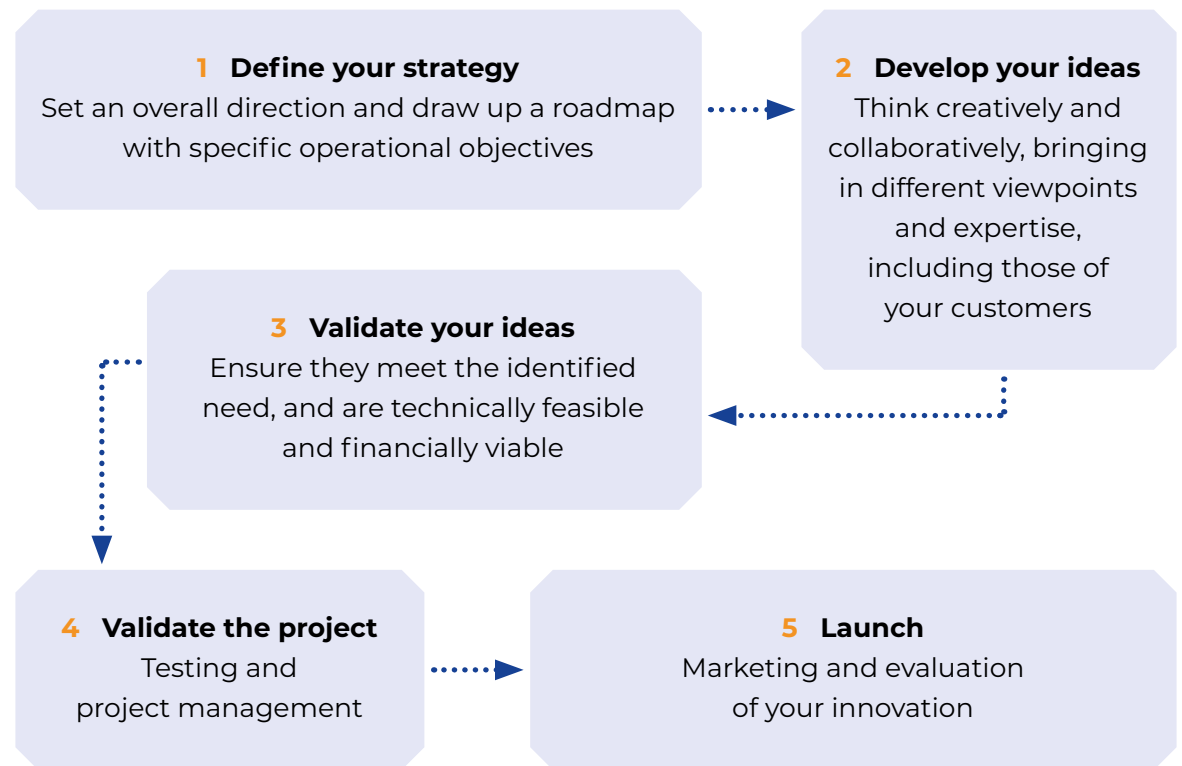 1 Define your strategy
Set an overall direction and draw up a roadmap
with specific operational objectives
2 Develop your ideas
Think creatively and
collaboratively, bringing
in different viewpoints
and expertise,
including those of
your customers
3 Validate your ideas
Ensure they meet the identified
need, and are technically feasible
and financially viable
4 Validate the project
Testing and
project management
5 Launch
Marketing and evaluation
of your innovation